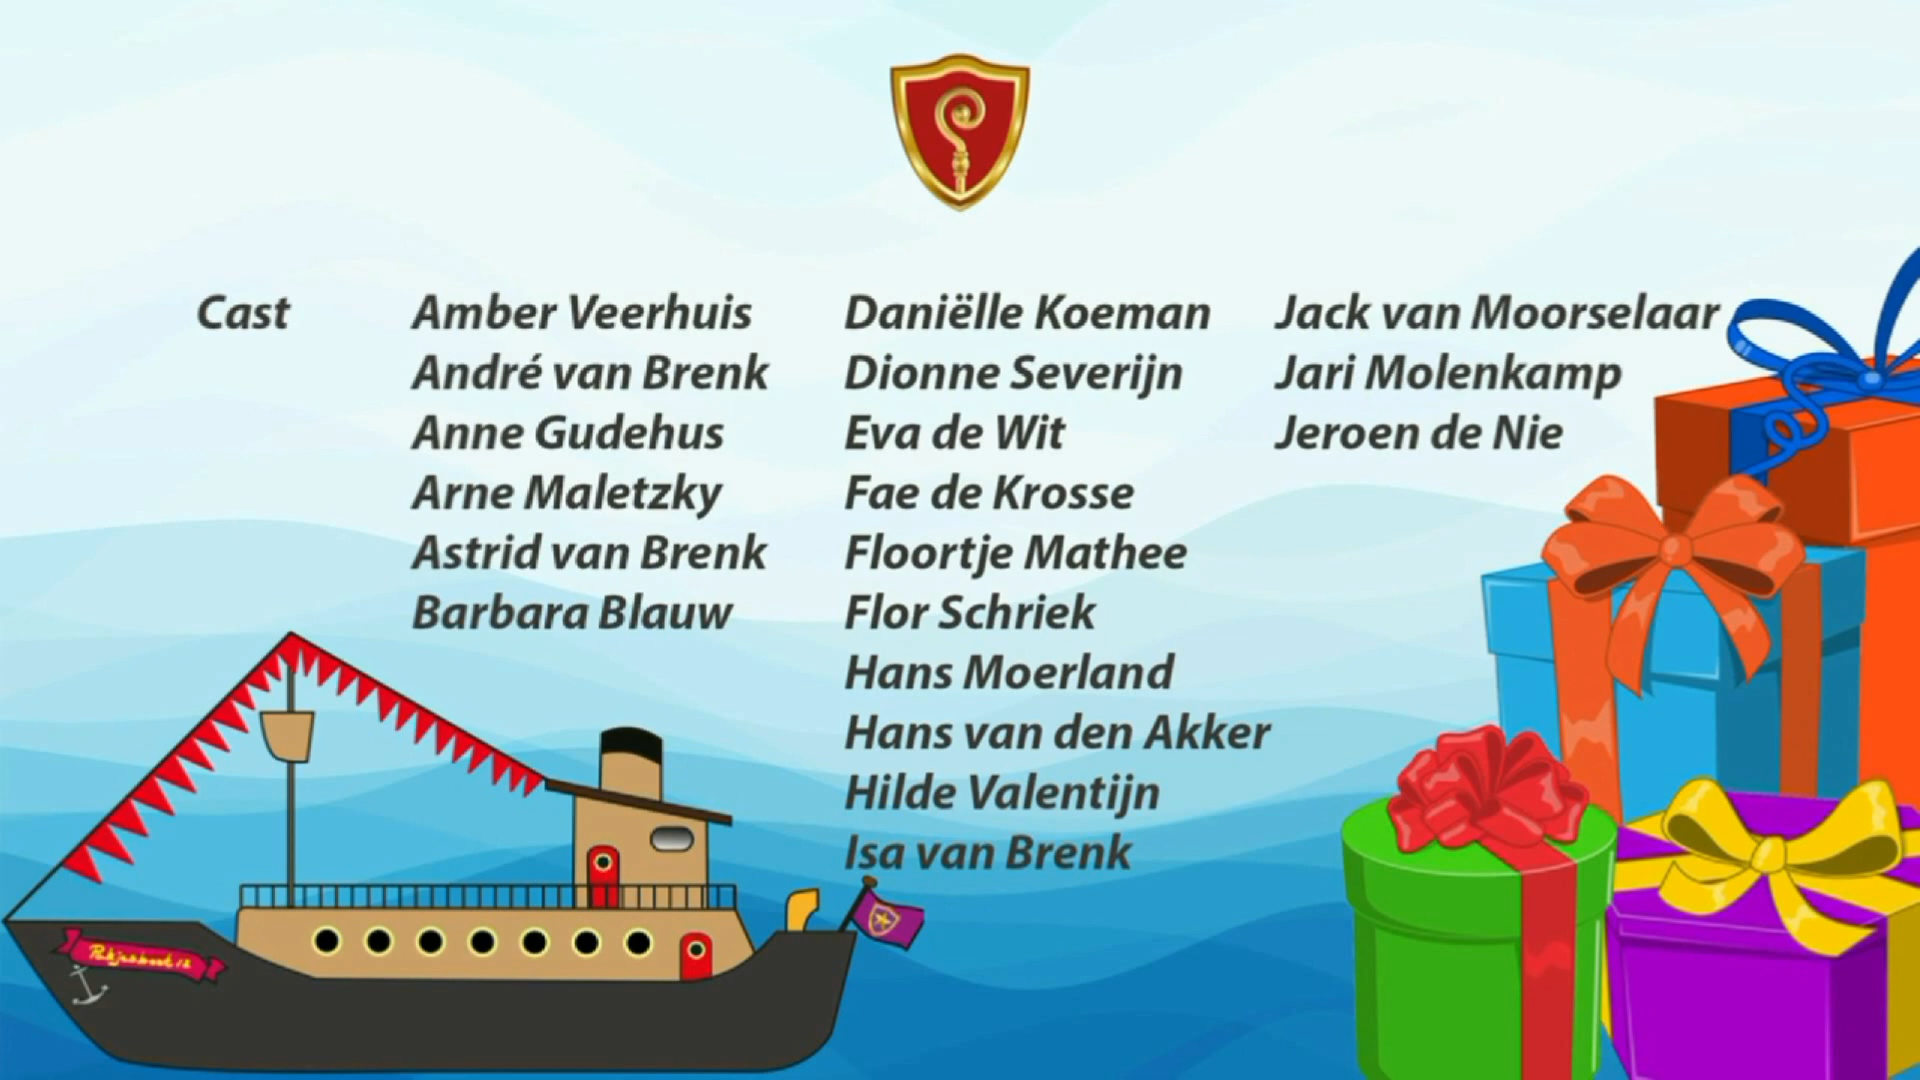 Cast
Amber Veerhuis
André van Brenk
Anne Gudehus
Arne Maletzky
Astrid van Brenk
Barbara Blauw
Daniëlle Koeman
Dionne Severijn
Eva de Wit
Fae de Krosse
Floortje Mathee
Flor Schriek
Hans Moerland
Hans van den Akker
Hilde Valentijn
Isa van Brenk
Jack van Moorselaar
Jari Molenkamp
Jeroen de Nie
Pakjesboot 12